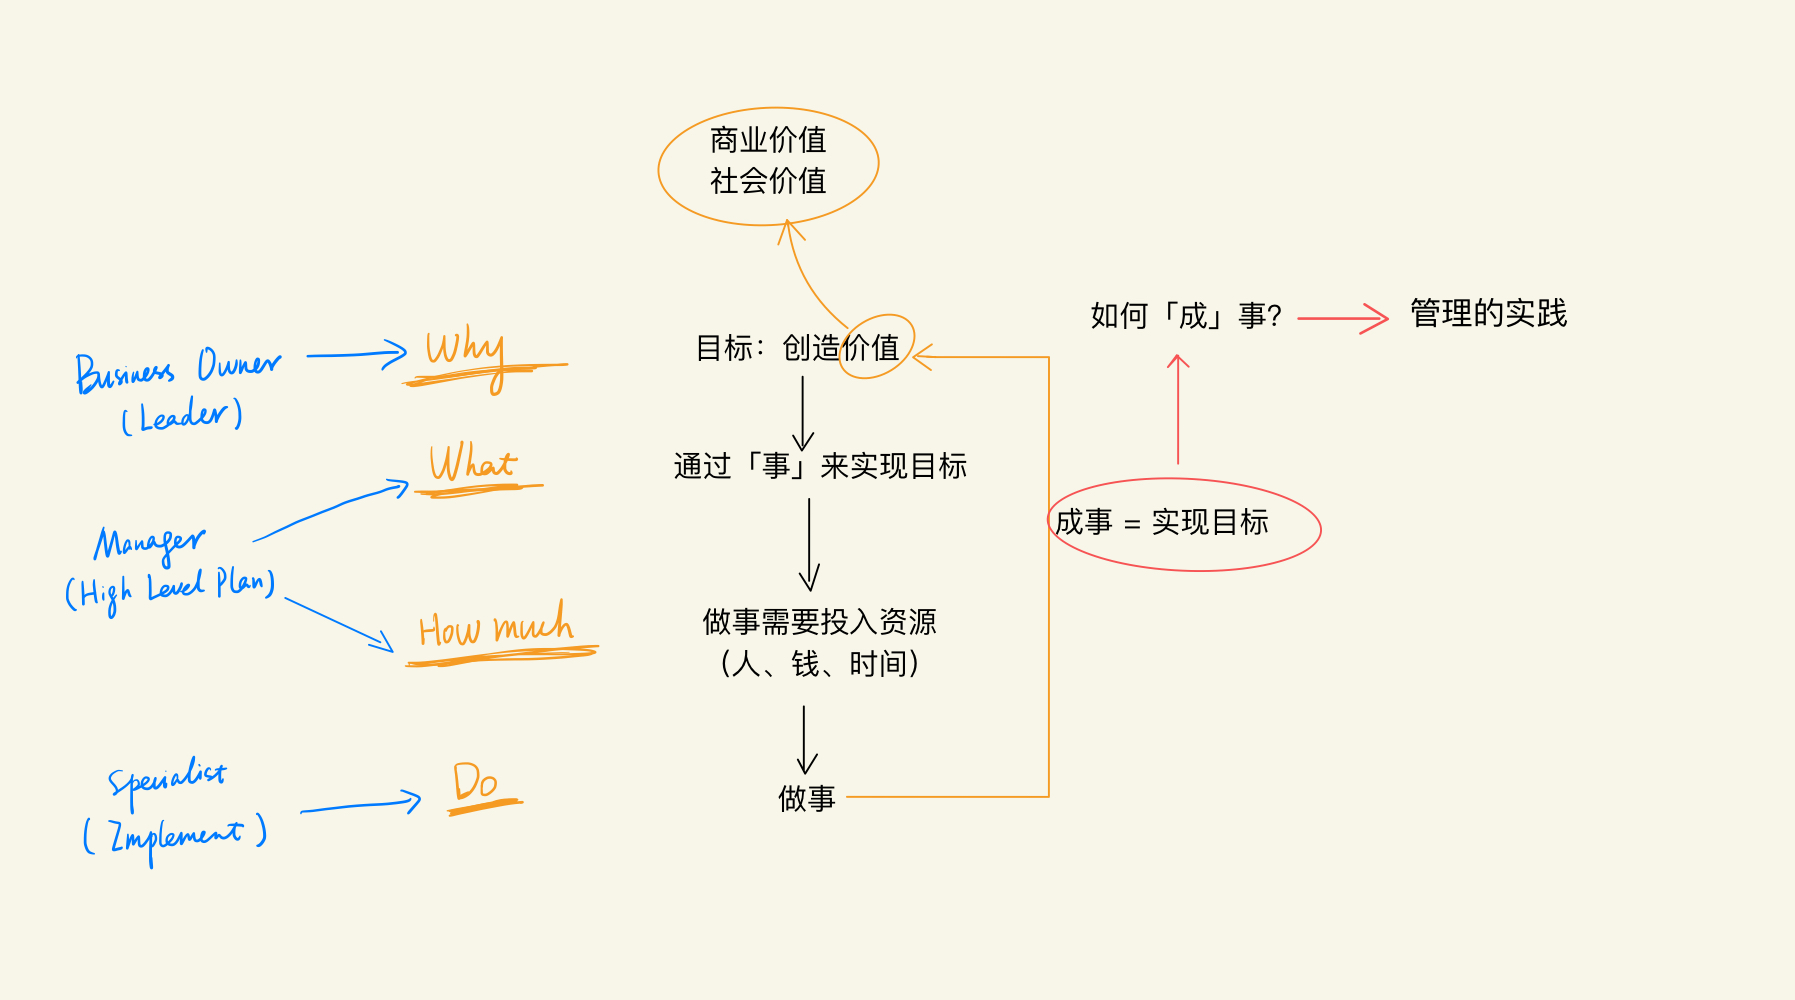 商业价值
社会价值
Business Owner
(Leader)
Why
目标：创造价值
如何「成」事？
管理的实践
What
通过「事」来实现目标
Manager
(High Level Plan)
成事 = 实现目标
How much
做事需要投入资源
（人、钱、时间）
Specialist
(Implement)
Do
做事